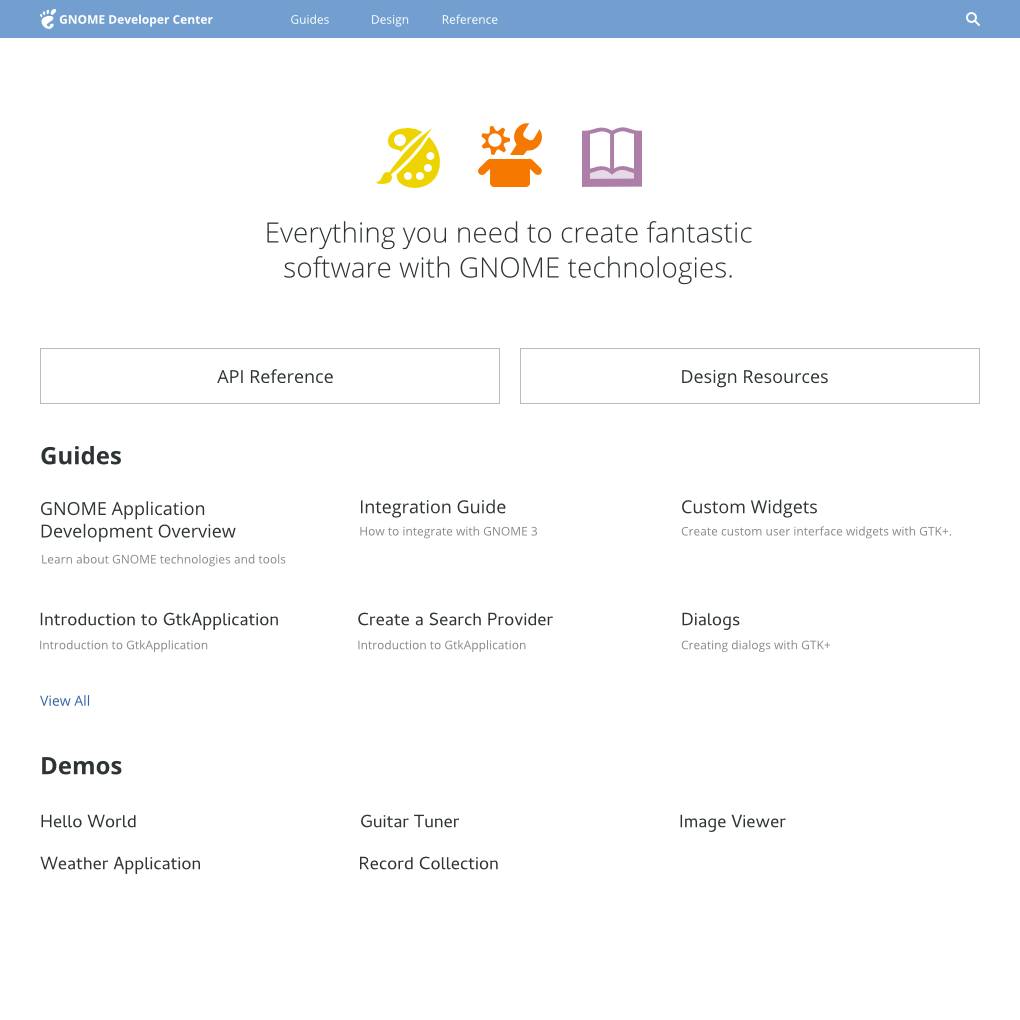 GNOME Developer Center Guides Design Reference
Everything you need to create fantastic
software with GNOME technologies.
API Reference Design Resources
Guides
GNOME Application
Development Overview
Learn about GNOME technologies and tools
Integration Guide
How to integrate with GNOME 3
Custom Widgets
Create custom user interface widgets with GTK+.
Introduction to GtkApplication
Introduction to GtkApplication
Create a Search Provider
Introduction to GtkApplication
Dialogs
Creating dialogs with GTK+
View All
Demos
Hello World Guitar Tuner Image Viewer
Weather Application Record Collection